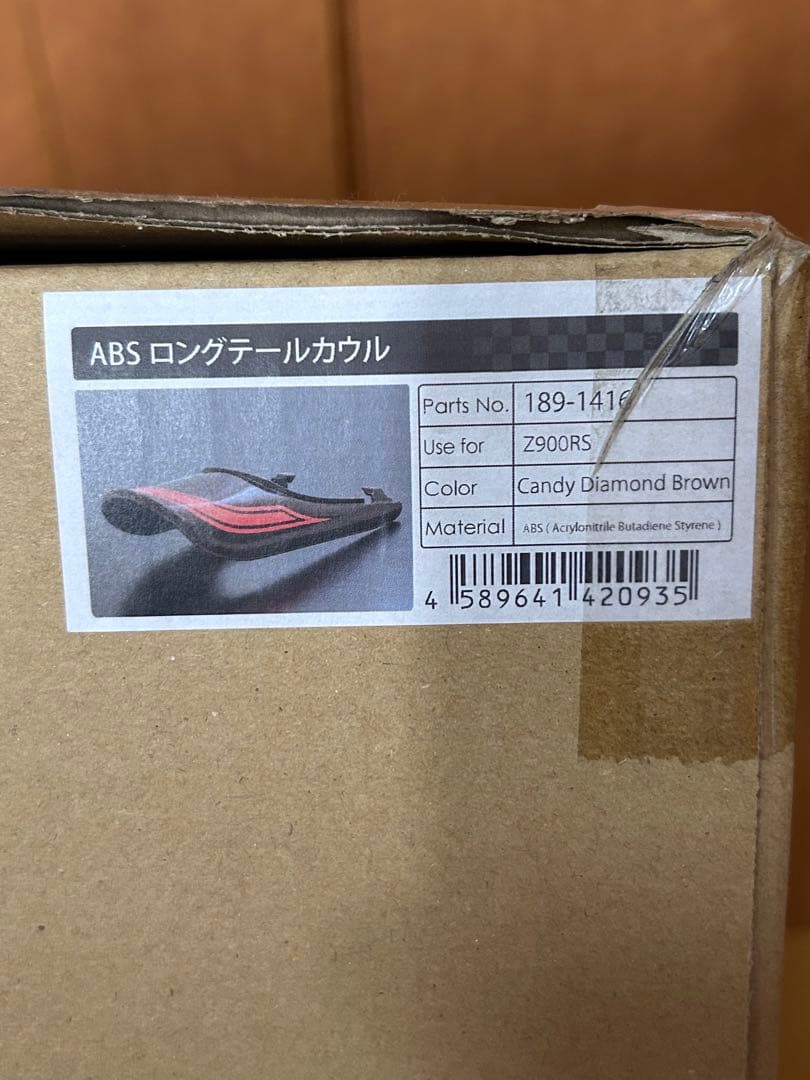 ABS ロングテールカウル
Parts No. 189-1416
Use for Z900RS
Color Candy Diamond Brown
Material ABS ( Acrylonitrile Butadiene Styrene )
4 589641 420935